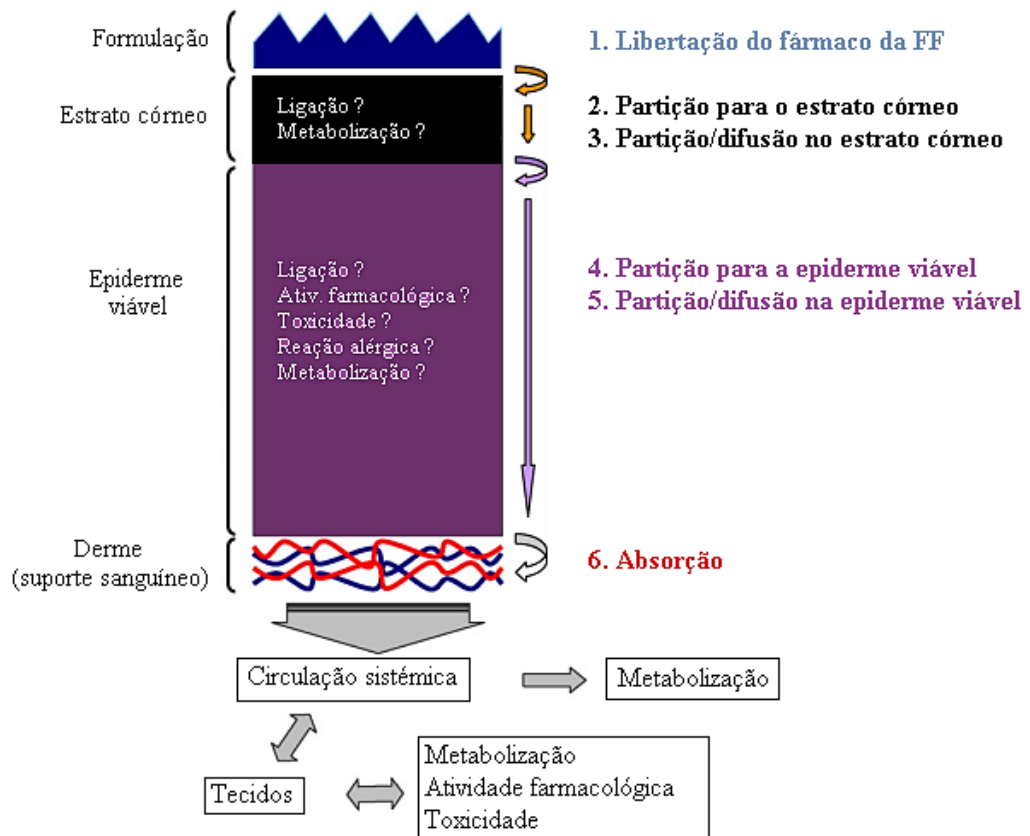 Formulação
1. Libertação do fármaco da FF
Estrato córneo
Ligação ?
Metabolização ?
2. Partição para o estrato córneo
3. Partição/difusão no estrato córneo
Epiderme
viável
Ligação ?
Ativ. farmacológica ?
Toxicidade ?
Reação alérgica ?
Metabolização ?
4. Partição para a epiderme viável
5. Partição/difusão na epiderme viável
Derme
(suporte sanguíneo)
6. Absorção
Circulação sistémica
Metabolização
Tecidos
Metabolização
Atividade farmacológica
Toxicidade